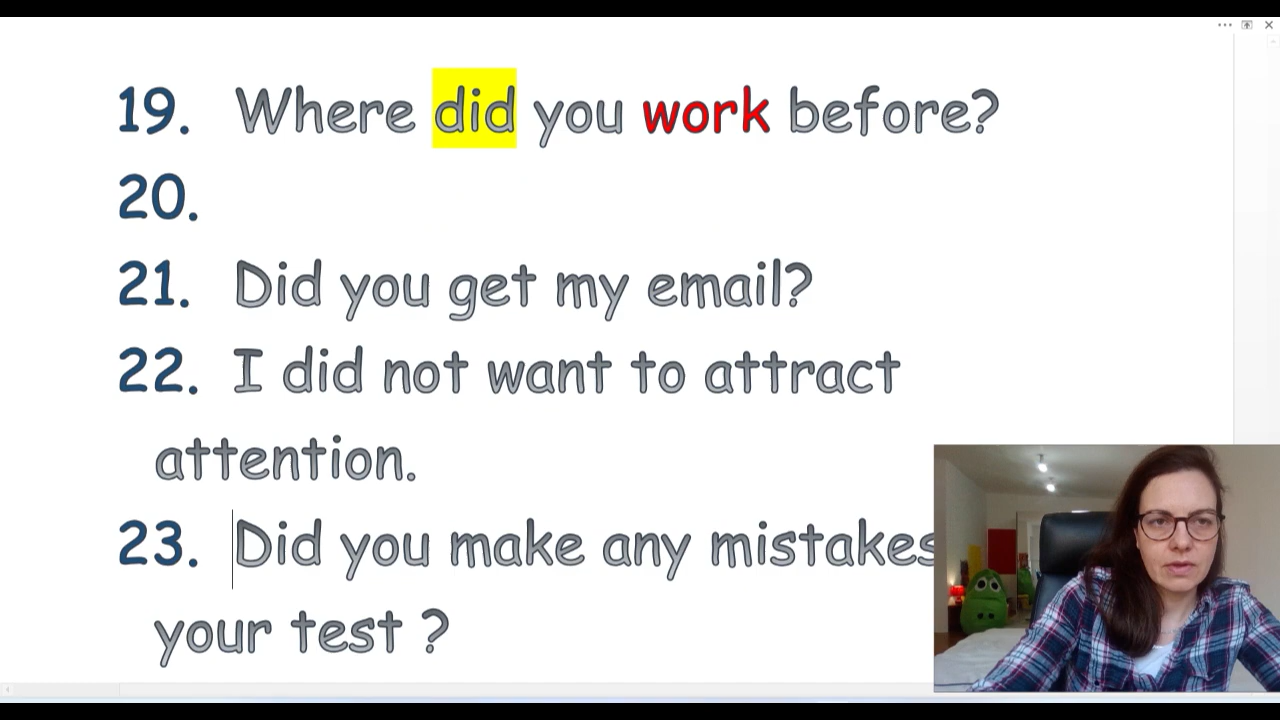 19. Where did you work before?
20.
21. Did you get my email?
22. I did not want to attract
attention.
23. Did you make any mistakes
your test ?